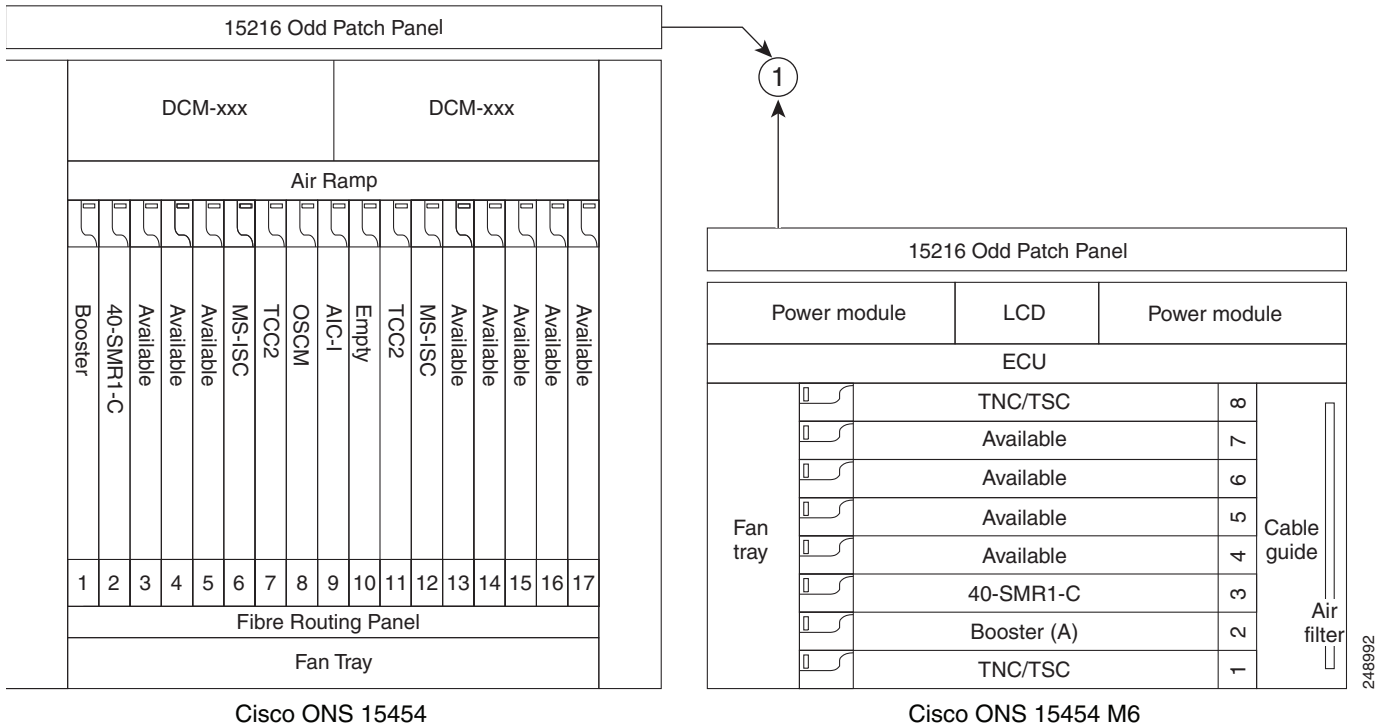 15216 Odd Patch Panel
1
DCM-xxx
DCM-xxx
Air Ramp
Booster
40-SMR1-C
Available
Available
Available
MS-ISC
TCC2
OSCM
AIC-I
Empty
TCC2
MS-ISC
Available
Available
Available
Available
Available
1 2 3 4 5 6 7 8 9 10 11 12 13 14 15 16 17
Fibre Routing Panel
Fan Tray
Cisco ONS 15454
15216 Odd Patch Panel
Power module
LCD
Power module
ECU
Fan
tray
TNC/TSC 8
Available 7
Available 6
Available 5
Available 4
40-SMR1-C 3
Booster (A) 2
TNC/TSC 1
Cable
guide
Air
filter
Cisco ONS 15454 M6
248992